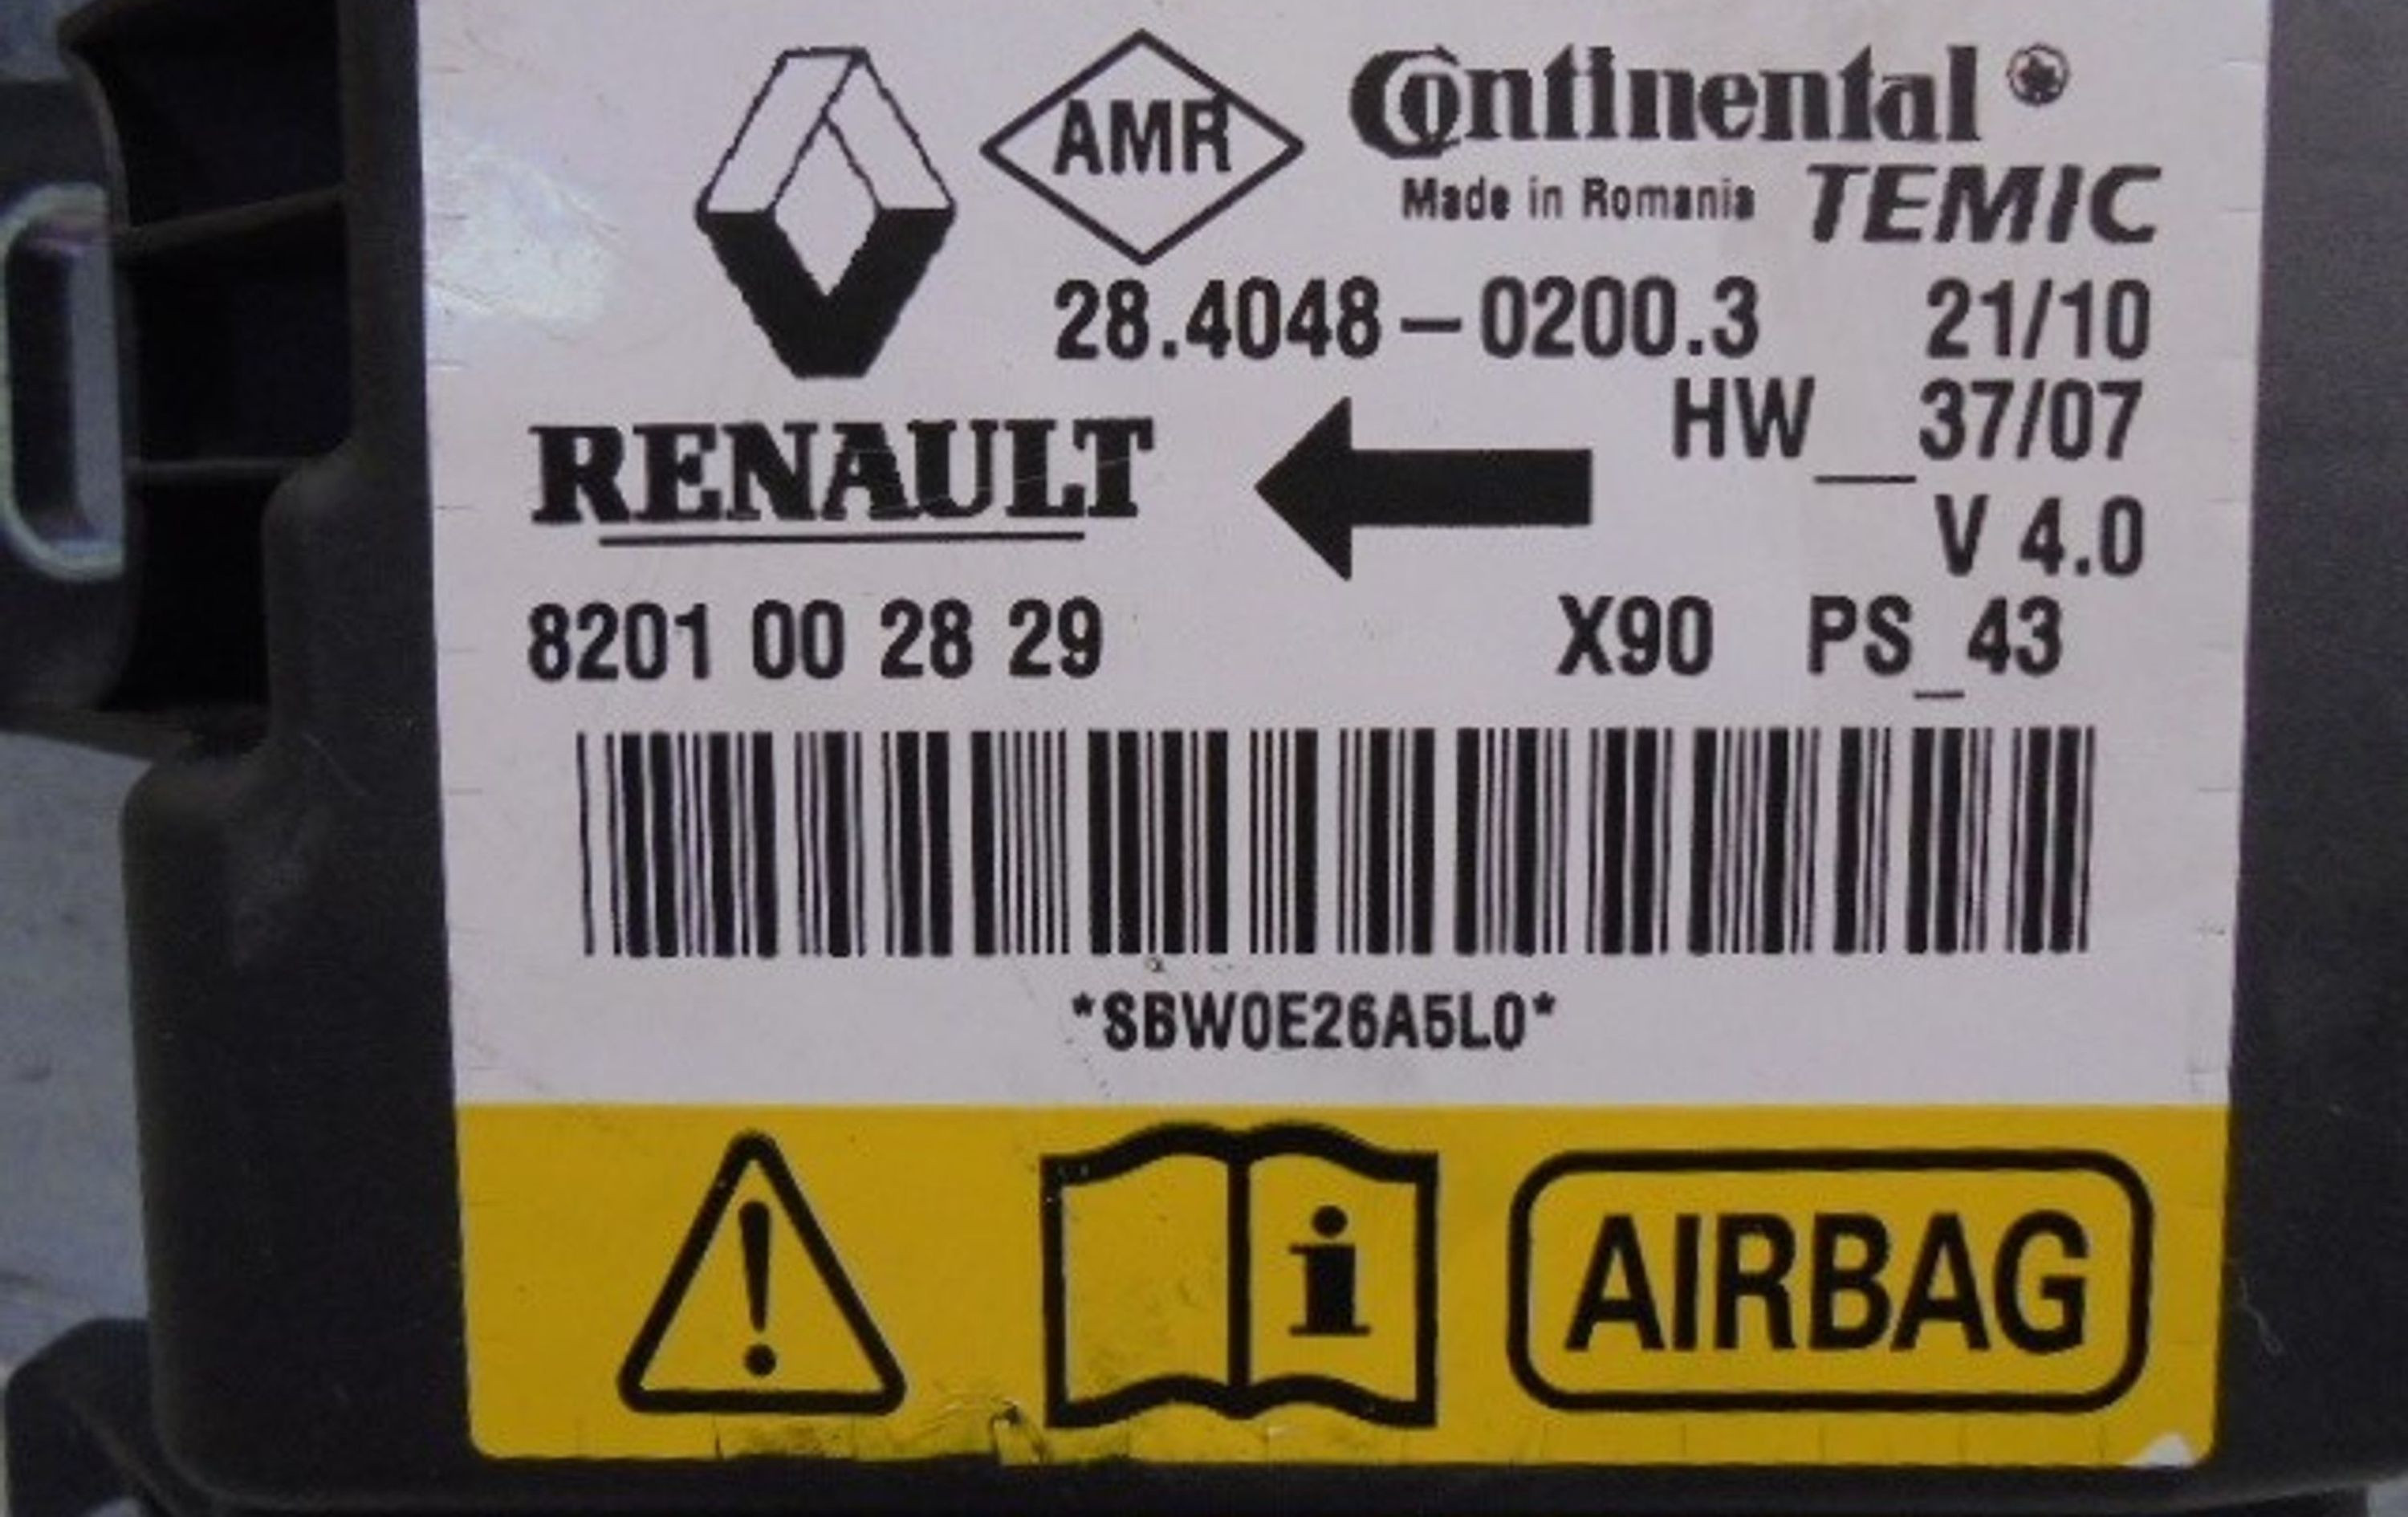 AMR Continental
Made in Romania TEMIC
28.4048-0200.3 21/10
HW__37/07
RENAULT
V 4.0
8201 00 28 29 X90 PS_43
*SBW0E26A5L0*
i AIRBAG